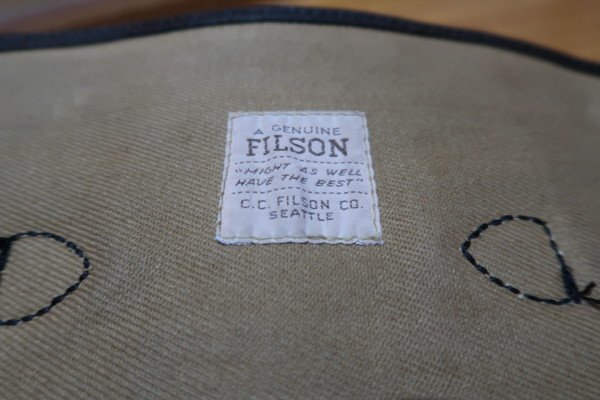 A GENUINE
FILSON
"MIGHT AS WELL
HAVE THE BEST"
C.C. FILSON CO.
SEATTLE